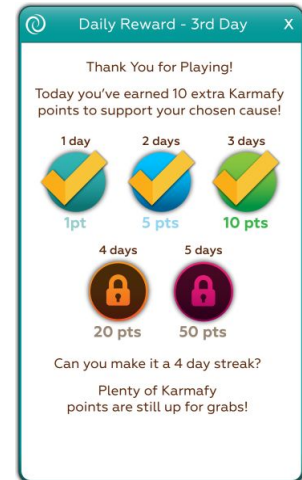 Daily Reward - 3rd Day X
Thank You for Playing!
Today you've earned 10 extra Karmafy
points to support your chosen cause!
1 day 2 days 3 days
1pt 5 pts 10 pts
4 days 5 days
20 pts 50 pts
Can you make it a 4 day streak?
Plenty of Karmafy
points are still up for grabs!